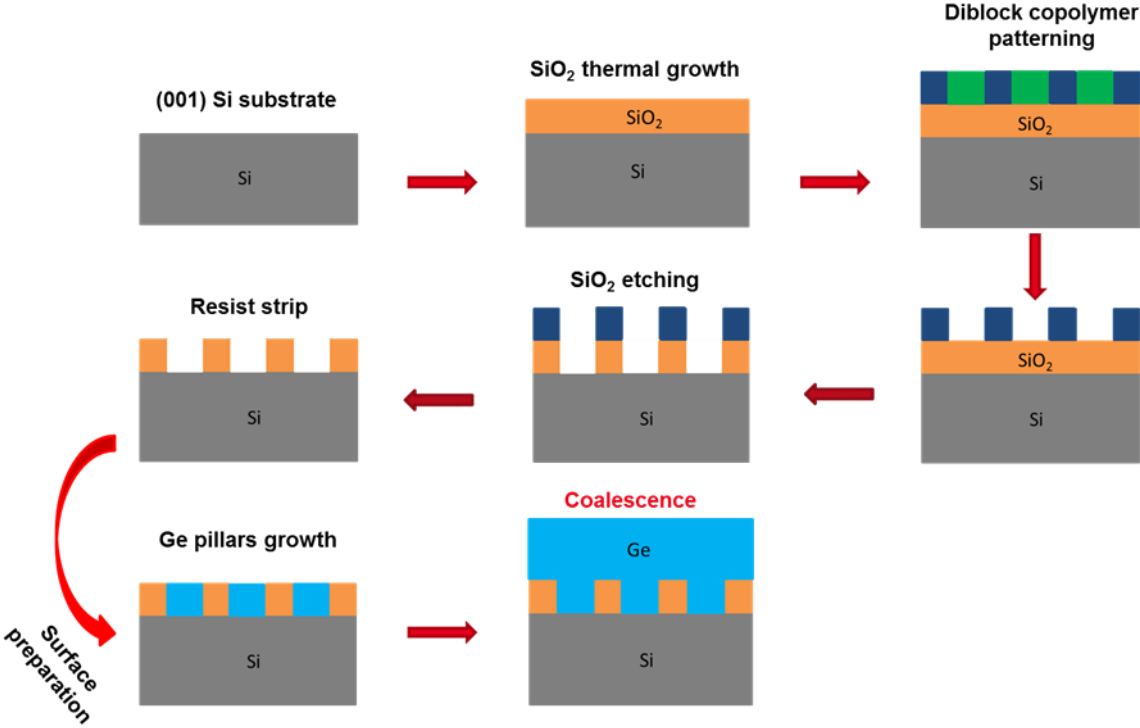 (001) Si substrate
Si
SiO₂ thermal growth
SiO₂
Si
Diblock copolymer
patterning
SiO₂
Si
SiO₂
Si
SiO₂ etching
Si
Resist strip
Si
Surface
preparation
Ge pillars growth
Si
Coalescence
Ge
Si